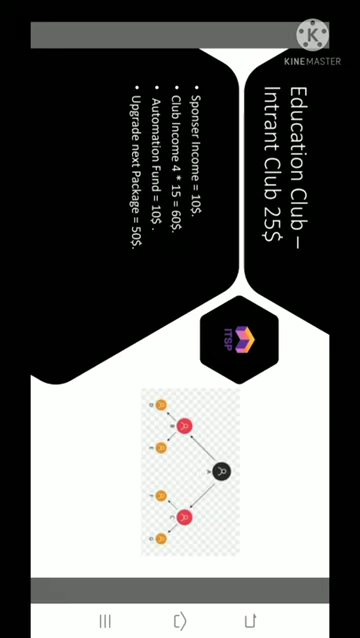 KINEMASTER
Education Club –
Intrant Club 25$
• Sponser Income = 10$.
• Club Income 4 * 15 = 60$.
• Automation Fund = 10$ .
• Upgrade next Package = 50$.
ITSP
A
B
C
D
E
F
G